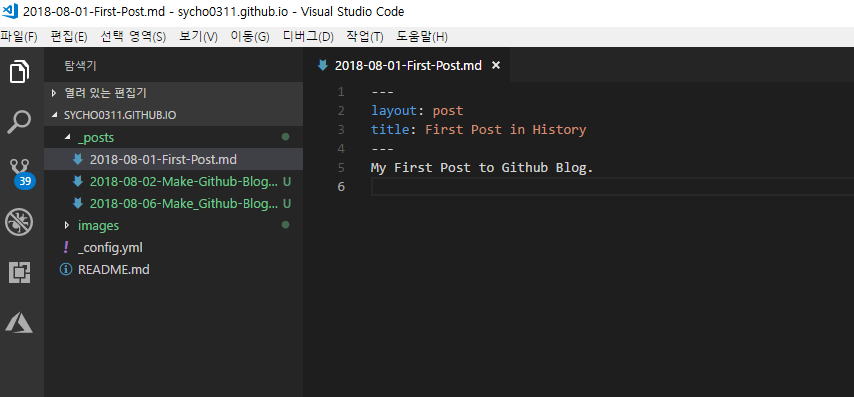 2018-08-01-First-Post.md - sycho0311.github.io - Visual Studio Code
파일(F) 편집(E) 선택 영역(S) 보기(V) 이동(G) 디버그(D) 작업(T) 도움말(H)
탐색기
열려 있는 편집기
SYCHO0311.GITHUB.IO
_posts
2018-08-01-First-Post.md
2018-08-02-Make-Github-Blog... U
2018-08-06-Make_Github-Blog... U
images
! _config.yml
README.md
39
2018-08-01-First-Post.md ×
1 ---
2 layout: post
3 title: First Post in History
4 ---
5 My First Post to Github Blog.
6